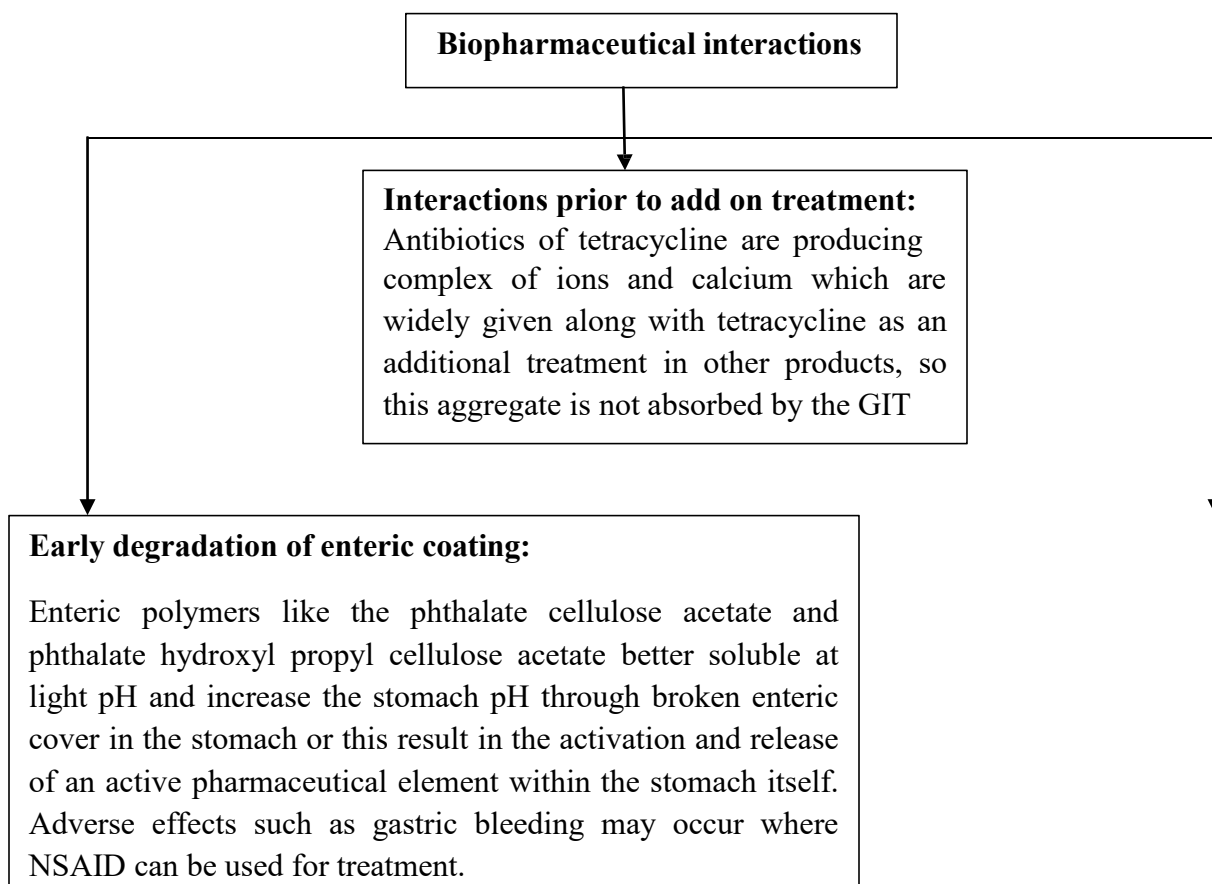 Biopharmaceutical interactions
Interactions prior to add on treatment:
Antibiotics of tetracycline are producing
complex of ions and calcium which are
widely given along with tetracycline as an
additional treatment in other products, so
this aggregate is not absorbed by the GIT
Early degradation of enteric coating:
Enteric polymers like the phthalate cellulose acetate and
phthalate hydroxyl propyl cellulose acetate better soluble at
light pH and increase the stomach pH through broken enteric
cover in the stomach or this result in the activation and release
of an active pharmaceutical element within the stomach itself.
Adverse effects such as gastric bleeding may occur where
NSAID can be used for treatment.